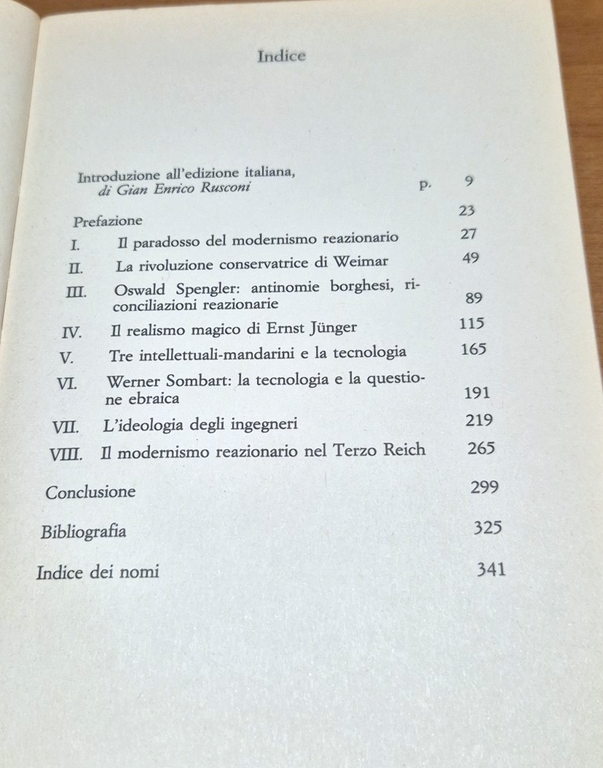 Indice
Introduzione all'edizione italiana,
di Gian Enrico Rusconi p. 9
Prefazione 23
I. Il paradosso del modernismo reazionario 27
II. La rivoluzione conservatrice di Weimar 49
III. Oswald Spengler: antinomie borghesi, ri-
conciliazioni reazionarie 89
IV. Il realismo magico di Ernst Jünger 115
V. Tre intellettuali-mandarini e la tecnologia 165
VI. Werner Sombart: la tecnologia e la questio-
ne ebraica 191
VII. L'ideologia degli ingegneri 219
VIII. Il modernismo reazionario nel Terzo Reich 265
Conclusione 299
Bibliografia 325
Indice dei nomi 341